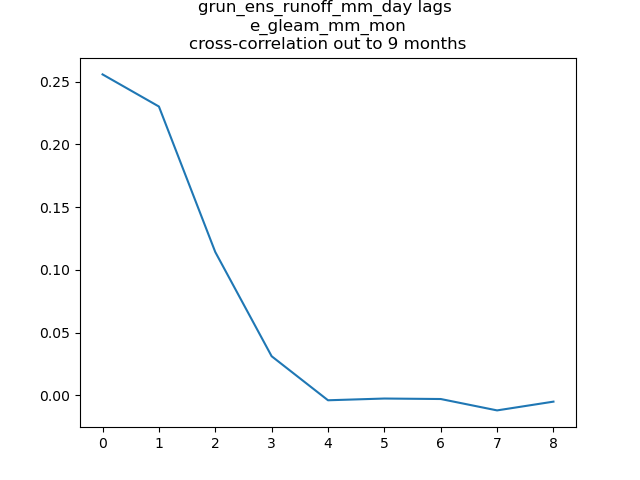 grun_ens_runoff_mm_day lags
e_gleam_mm_mon
cross-correlation out to 9 months
0.25
0.20
0.15
0.10
0.05
0.00
0 1 2 3 4 5 6 7 8